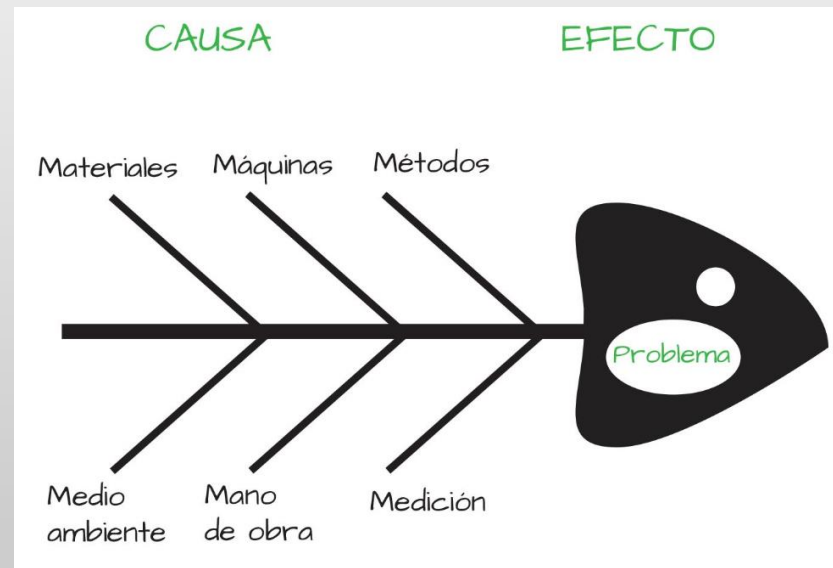 CAUSA
EFECTO
Materiales
Máquinas
Métodos
Problema
Medio
ambiente
Mano
de obra
Medición